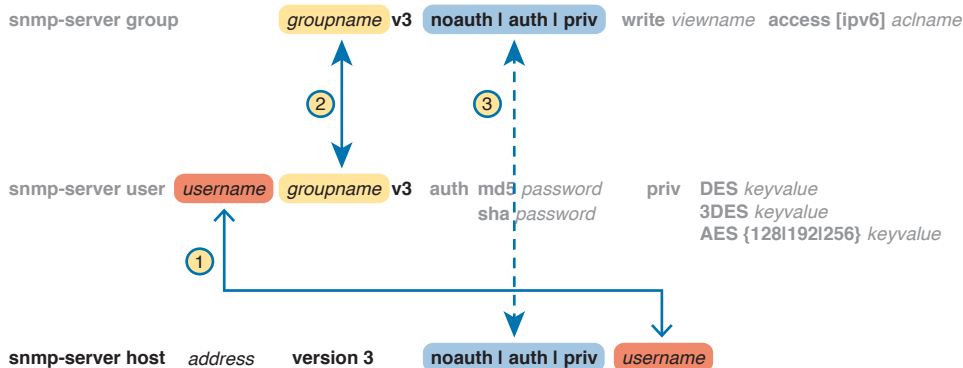 snmp-server group groupname v3 noauth | auth | priv write viewname access [ipv6] aclname
2 3
snmp-server user username groupname v3 auth md5 password priv DES keyvalue
sha password 3DES keyvalue
AES {128|192|256} keyvalue
1
snmp-server host address version 3 noauth | auth | priv username